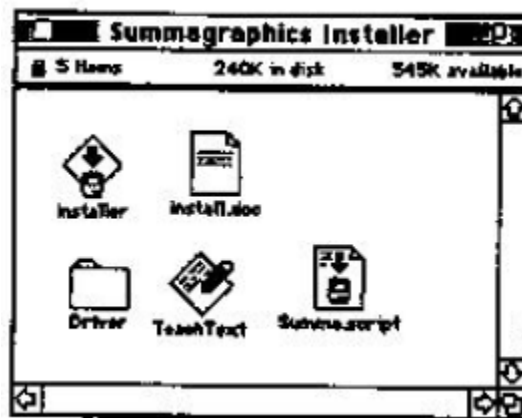 Summagraphics Installer
5 items 240K in disk 545K available
Installer install.doc
Driver TeachText Summa.script